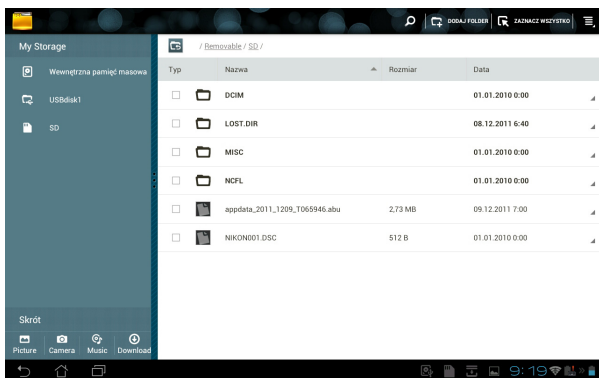 DODAJ FOLDER ZAZNACZ WSZYSTKO
My Storage
/ Removable / SD /
Wewnętrzna pamięć masowa
USBdisk1
SD
Typ Nazwa Rozmiar Data
DCIM 01.01.2010 0:00
LOST.DIR 08.12.2011 6:40
MISC 01.01.2010 0:00
NCFL 01.01.2010 0:00
appdata_2011_1209_T065946.abu 2,73 MB 09.12.2011 7:00
NIKON001.DSC 512 B 01.01.2010 0:00
Skrót
Picture Camera Music Download
9:19